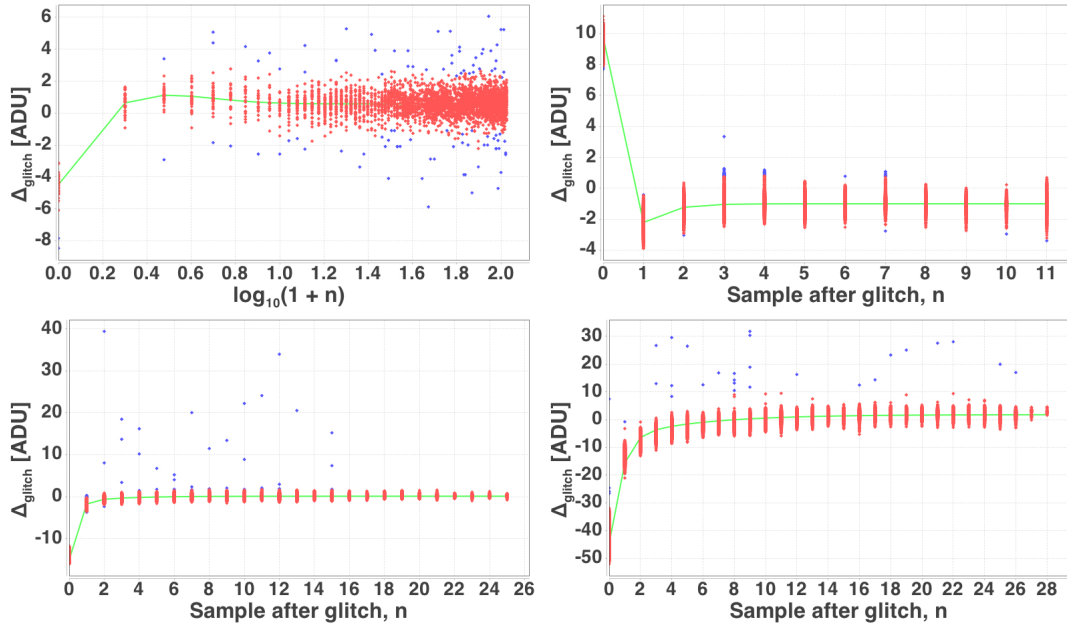 Δglitch [ADU]
6
4
2
0
-2
-4
-6
-8
0.0 0.2 0.4 0.6 0.8 1.0 1.2 1.4 1.6 1.8 2.0
log10(1 + n)
Δglitch [ADU]
10
8
6
4
2
0
-2
-4
0 1 2 3 4 5 6 7 8 9 10 11
Sample after glitch, n
Δglitch [ADU]
40
30
20
10
0
-10
0 2 4 6 8 10 12 14 16 18 20 22 24 26
Sample after glitch, n
Δglitch [ADU]
30
20
10
0
-10
-20
-30
-40
-50
0 2 4 6 8 10 12 14 16 18 20 22 24 26 28
Sample after glitch, n